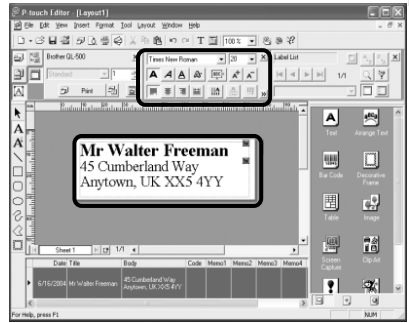 P-touch Editor - [Layout1]
File Edit View Insert Format Tool Layout Window Help
100 %
Brother QL-500
Times New Roman 20
Label List
Standard 1
A A A
Print
1/1
Mr Walter Freeman
45 Cumberland Way
Anytown, UK XX5 4YY
Text Arrange Text
Bar Code Decorative Frame
Table Image
Screen Capture Clip Art
Sheet 1 1/1
Date Title Body Code Memo1 Memo2 Memo3 Memo4
6/16/2004 Mr Walter Freeman 45 Cumberland Way
Anytown, UK XX5 4YY
For Help, press F1 NUM